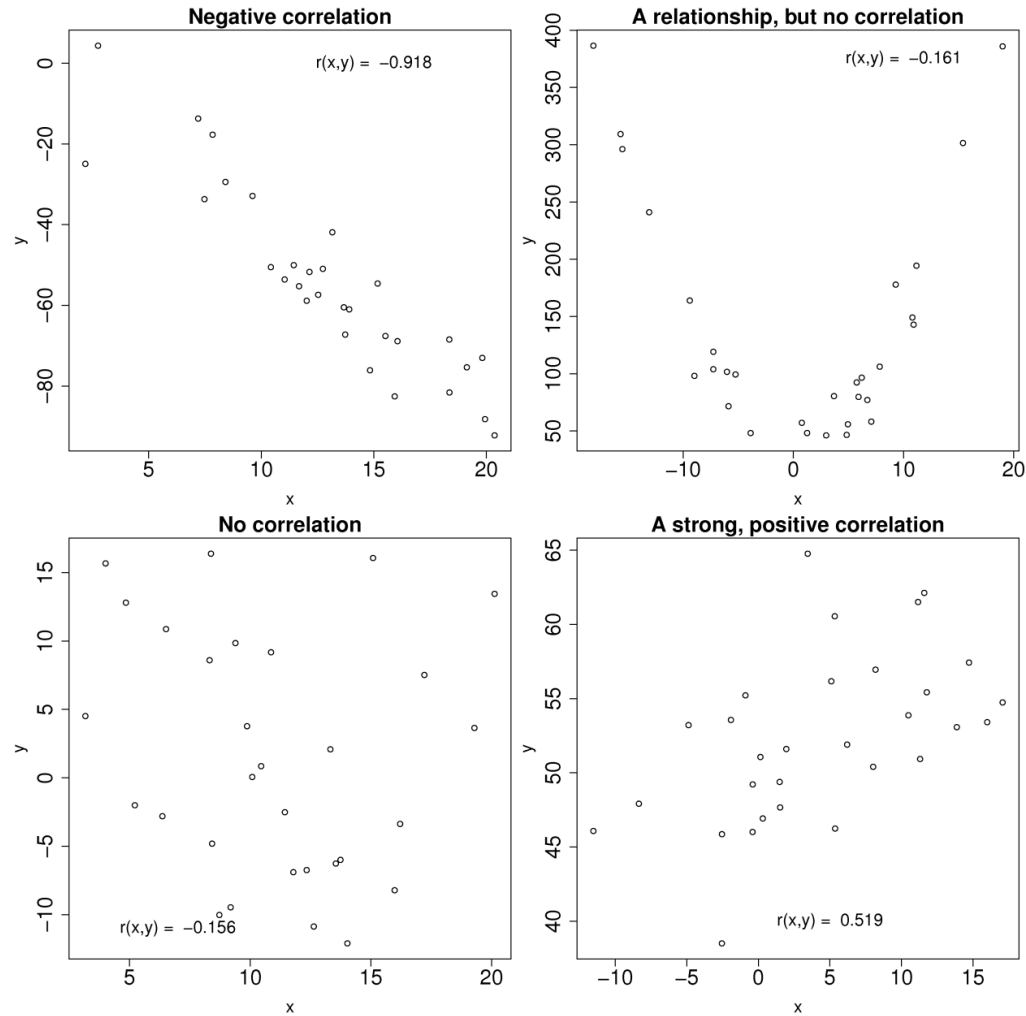 Negative correlation
r(x,y) = −0.918
0
−20
−40
−60
−80
y
5 10 15 20
x
A relationship, but no correlation
r(x,y) = −0.161
400
350
300
250
200
150
100
50
y
−10 0 10 20
x
No correlation
15
10
5
0
−5
−10
y
r(x,y) = −0.156
5 10 15 20
x
A strong, positive correlation
65
60
55
50
45
40
y
r(x,y) = 0.519
−10 −5 0 5 10 15
x